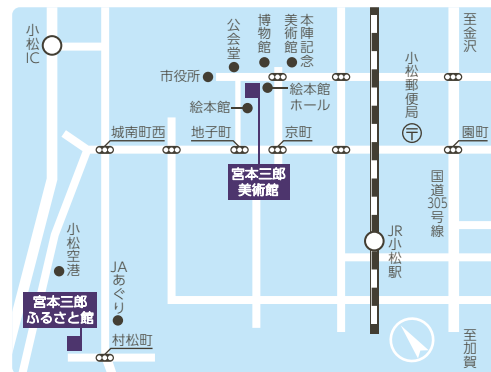 小松IC
公会堂
博物館
本陣記念
美術館
至金沢
市役所
絵本館
ホール
絵本館
小松郵便局
〒
城南町西
地子町
京町
園町
宮本三郎
美術館
国道305号線
小松空港
JAあぐり
JR小松駅
宮本三郎
ふるさと館
村松町
至加賀